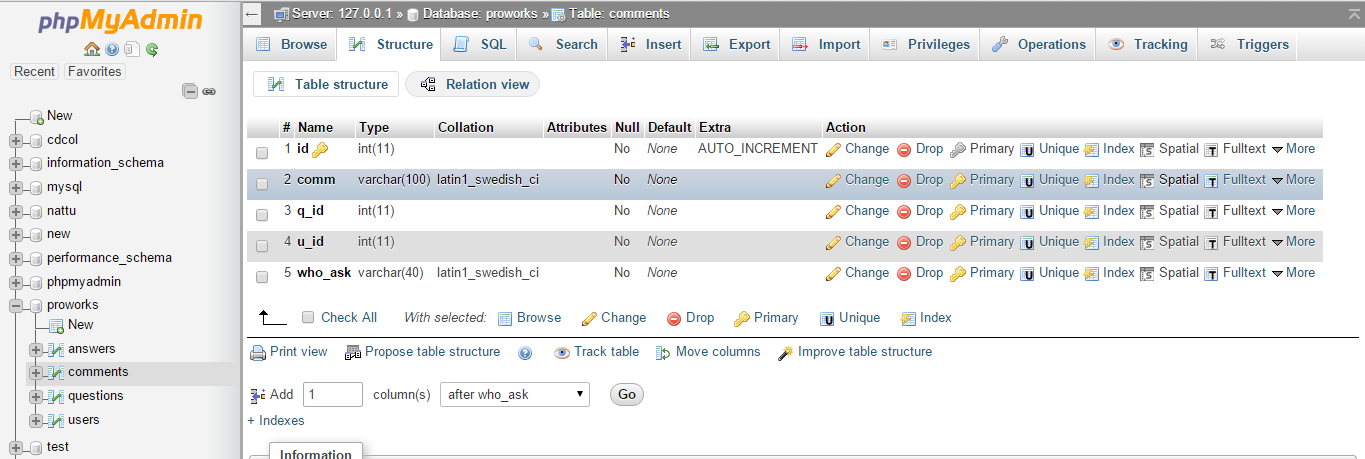 phpMyAdmin
Recent Favorites
New
cdcol
information_schema
mysql
nattu
new
performance_schema
phpmyadmin
proworks
New
answers
comments
questions
users
test
Server: 127.0.0.1 » Database: proworks » Table: comments
Browse Structure SQL Search Insert Export Import Privileges Operations Tracking Triggers
Table structure Relation view
# Name Type Collation Attributes Null Default Extra Action
1 id int(11) No None AUTO_INCREMENT Change Drop Primary Unique Index Spatial Fulltext More
2 comm varchar(100) latin1_swedish_ci No None Change Drop Primary Unique Index Spatial Fulltext More
3 q_id int(11) No None Change Drop Primary Unique Index Spatial Fulltext More
4 u_id int(11) No None Change Drop Primary Unique Index Spatial Fulltext More
5 who_ask varchar(40) latin1_swedish_ci No None Change Drop Primary Unique Index Spatial Fulltext More
Check All With selected: Browse Change Drop Primary Unique Index
Print view Propose table structure Track table Move columns Improve table structure
Add 1 column(s) after who_ask Go
+ Indexes
Information